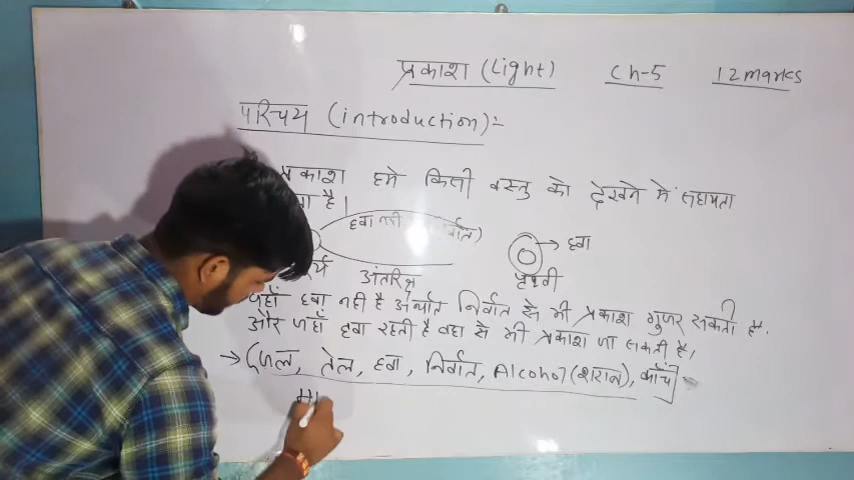 प्रकाश (Light) Ch-5 12 marks
परिचय (introduction):-
प्रकाश हमे किसी वस्तु को देखने में सहायता
है।
हवा नही
→ हवा
अंतरिक्ष पृथ्वी
जहाँ हवा नही है अर्थात निर्वात से भी प्रकाश गुजर सकती है.
और जहाँ हवा रहती है वहा से भी प्रकाश जा सकती है,
→ (जल, तेल, हवा, निर्वात, Alcohol (शराब), काँच]